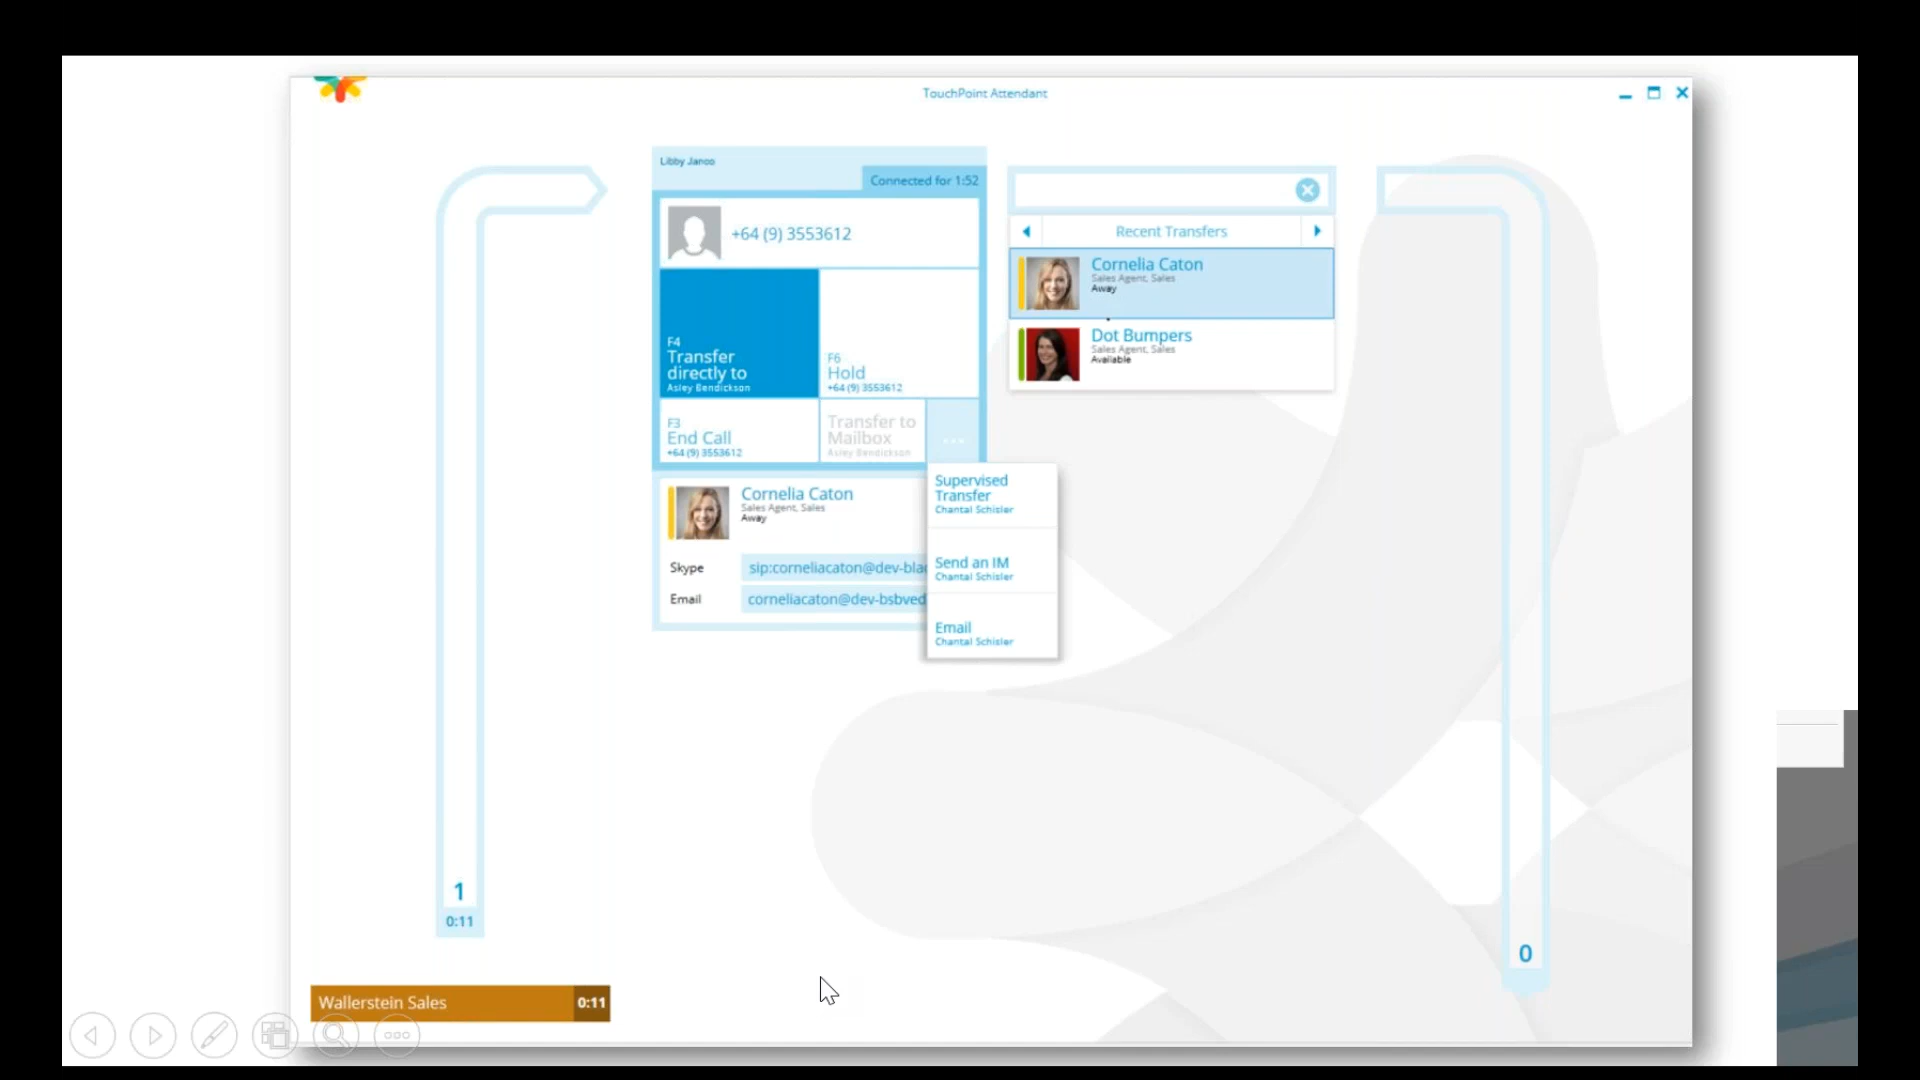 TouchPoint Attendant
Libby Janoo
Connected for 1:52
+64 (9) 3553612
F4
Transfer
directly to
Asley Bendickson
F6
Hold
+64 (9) 3553612
F3
End Call
+64 (9) 3553612
Transfer to
Mailbox
Asley Bendickson
...
Supervised
Transfer
Chantal Schisler
Send an IM
Chantal Schisler
Email
Chantal Schisler
Cornelia Caton
Sales Agent, Sales
Away
Skype
sip:corneliacaton@dev-bla
Email
corneliacaton@dev-bsbved
Recent Transfers
Cornelia Caton
Sales Agent, Sales
Away
Dot Bumpers
Sales Agent, Sales
Available
1
0:11
0
Wallerstein Sales
0:11